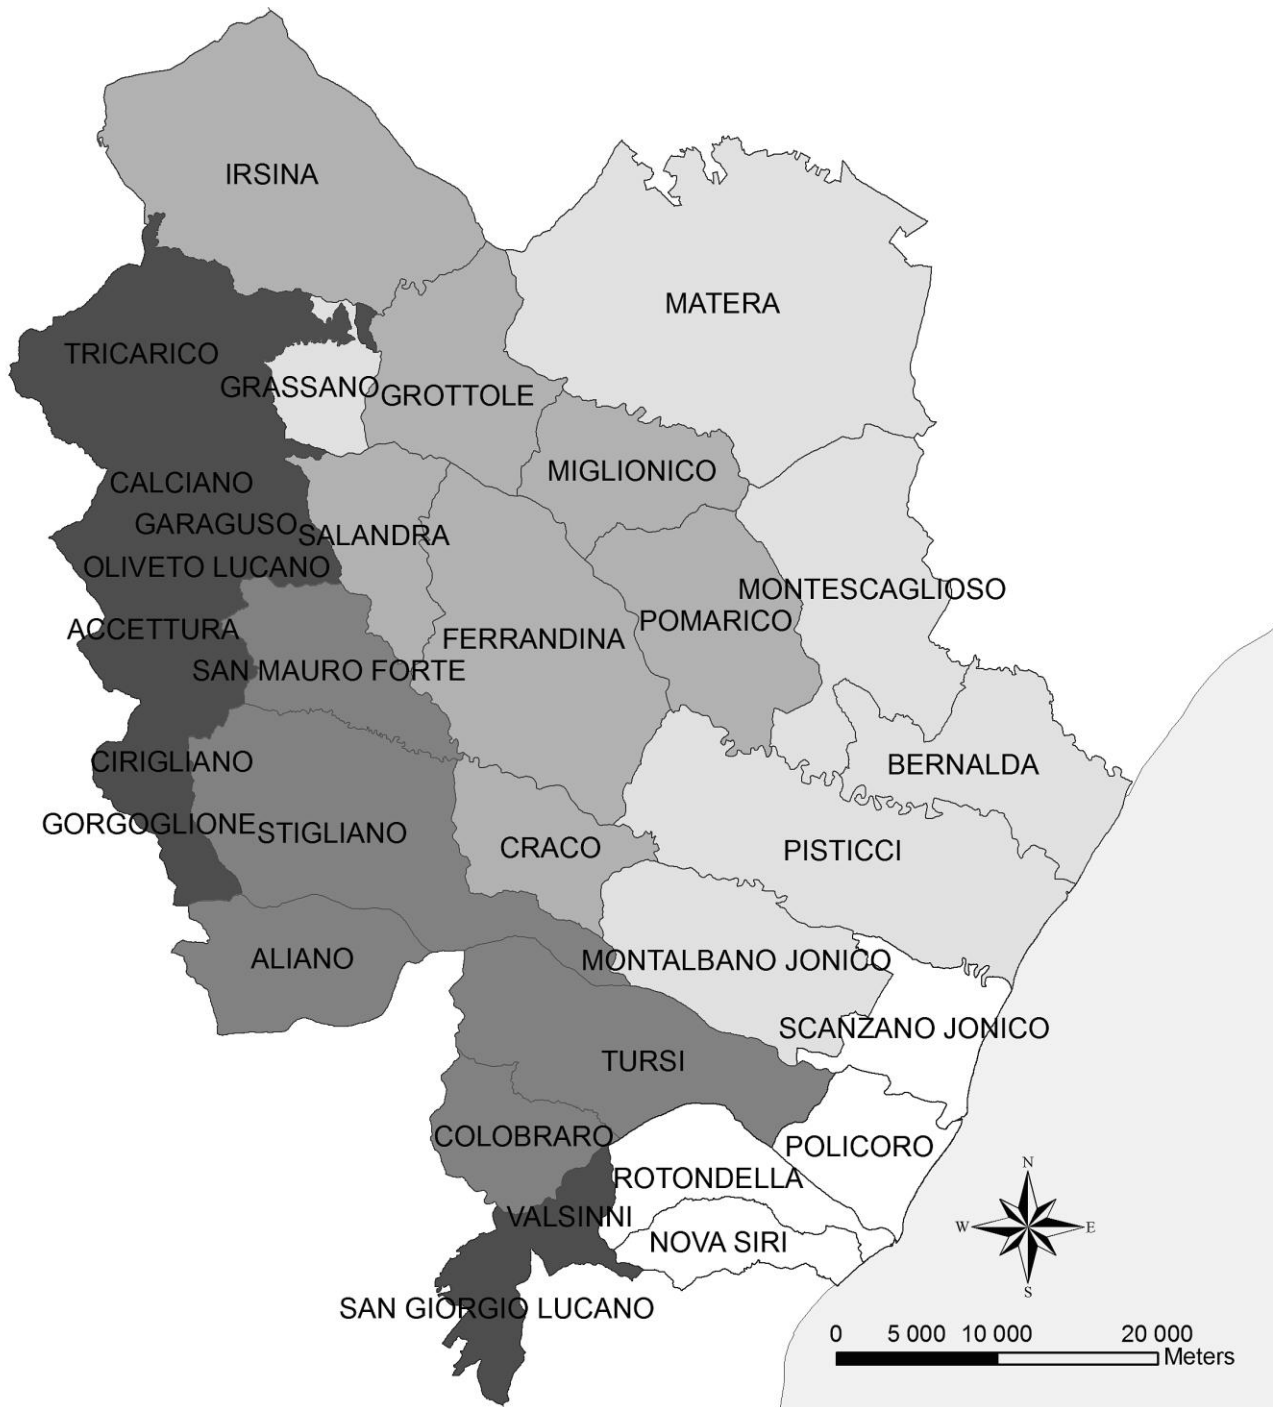 IRSINA
MATERA
TRICARICO
GRASSANO
GROTTOLE
MIGLIONICO
CALCIANO
GARAGUSO
SALANDRA
OLIVETO LUCANO
MONTESCAGLIOSO
POMARICO
ACCETTURA
FERRANDINA
SAN MAURO FORTE
CIRIGLIANO
BERNALDA
GORGOGLIONE
STIGLIANO
CRACO
PISTICCI
ALIANO
MONTALBANO JONICO
SCANZANO JONICO
TURSI
COLOBRARO
POLICORO
ROTONDELLA
VALSINNI
NOVA SIRI
SAN GIORGIO LUCANO
N
W E
S
0 5 000 10 000 20 000
Meters